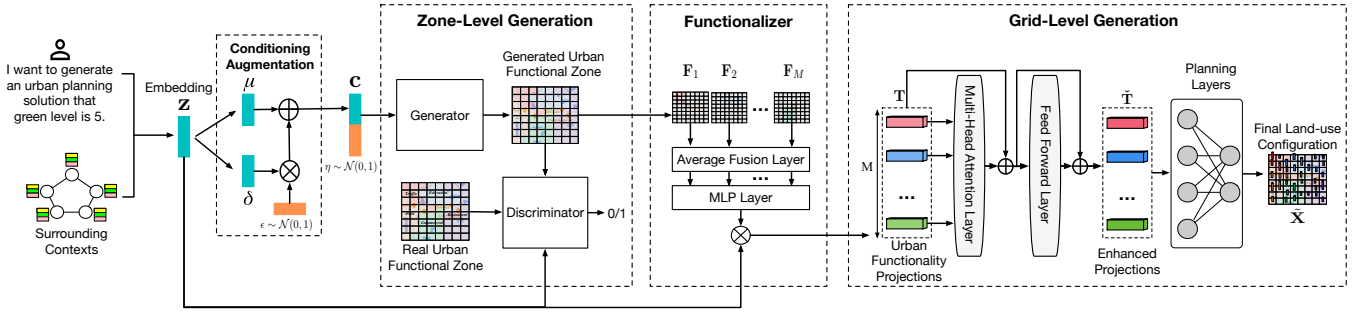 I want to generate
an urban planning
solution that
green level is 5.
Surrounding
Contexts
Embedding
Z
Conditioning
Augmentation
μ
δ
ϵ ∼ N(0,1)
C
η ∼ N(0,1)
Zone-Level Generation
Generator
Generated Urban
Functional Zone
Real Urban
Functional Zone
Discriminator
0/1
Functionalizer
F1
F2
...
FM
Average Fusion Layer
...
MLP Layer
Grid-Level Generation
T
M
...
Urban
Functionality
Projections
Multi-Head Attention Layer
Feed Forward Layer
Ť
...
Enhanced
Projections
Planning
Layers
Final Land-use
Configuration
X̃